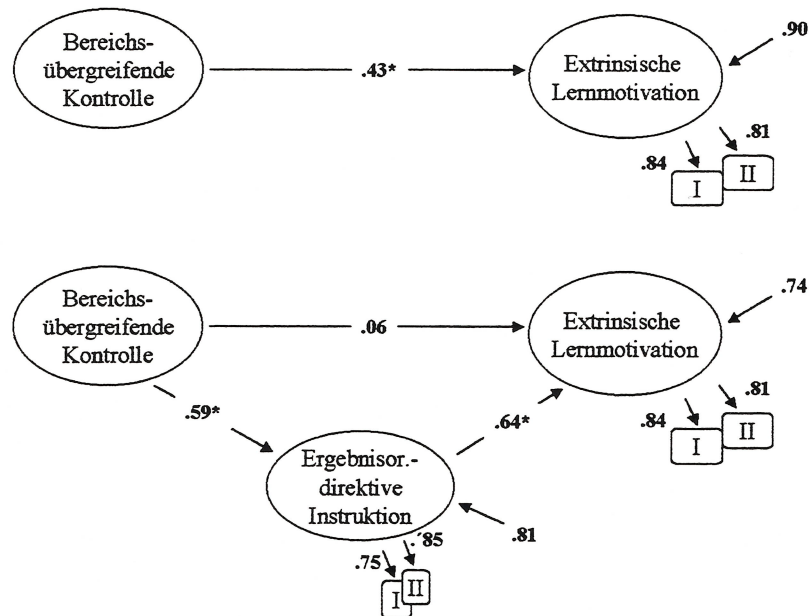 Bereichs-
übergreifende
Kontrolle
.43*
Extrinsische
Lernmotivation
.90
.84
.81
I
II
Bereichs-
übergreifende
Kontrolle
.06
Extrinsische
Lernmotivation
.74
.84
.81
I
II
.59*
.64*
Ergebnisor.-
direktive
Instruktion
.81
.75
.´85
I
II